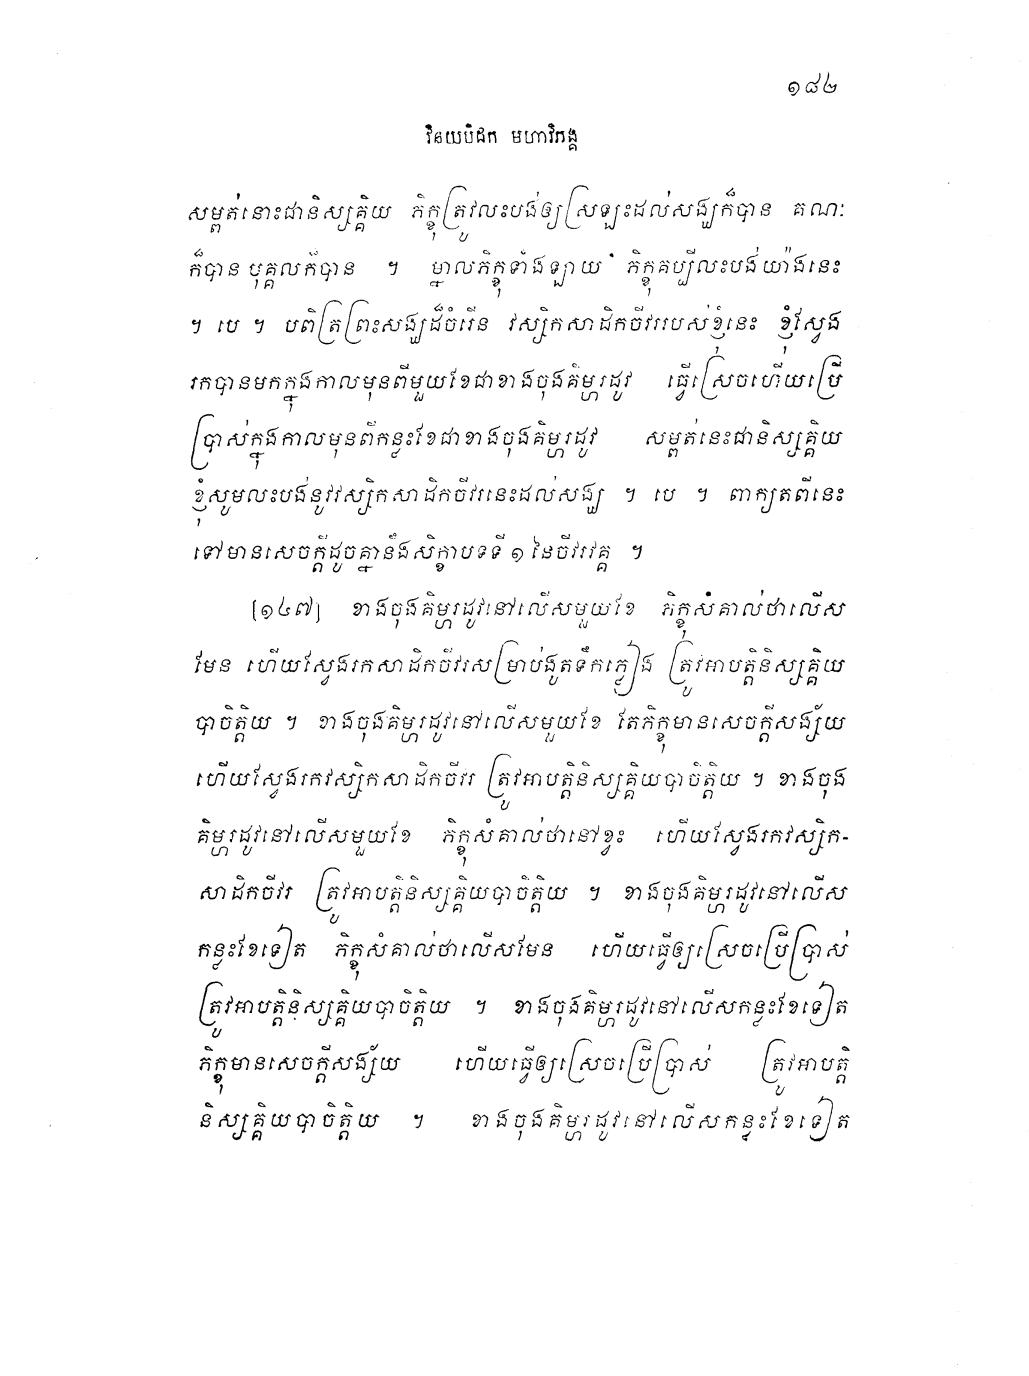 ១៨២
វិនយបិដក មហាវិភង្គ
សម្ពត់នោះជានិស្សគ្គិយ ភិក្ខុត្រូវលះបង់ឲ្យស្រឡះដល់សង្ឃក៏បាន គណៈ
ក៏បាន បុគ្គលក៏បាន ។ ម្នាលភិក្ខុទាំងឡាយ ភិក្ខុគប្បីលះបង់យ៉ាងនេះ
។ បេ ។ បពិត្រព្រះសង្ឃដ៏ចំរើន វស្សិកសាដិកចីវររបស់ខ្ញុំនេះ ខ្ញុំស្វែង
រកបានមកក្នុងកាលមុនពីមួយខែជាខាងចុងគិម្ហរដូវ ធ្វើស្រេចហើយប្រើ
ប្រាស់ក្នុងកាលមុនពីកន្លះខែជាខាងចុងគិម្ហរដូវ សម្ពត់នេះជានិស្សគ្គិយ
ខ្ញុំសូមលះបង់នូវវស្សិកសាដិកចីវរនេះដល់សង្ឃ ។ បេ ។ ពាក្យតពីនេះ
ទៅមានសេចក្តីដូចគ្នានឹងសិក្ខាបទទី ១ នៃចីវរវគ្គ ។
[១៤៧] ខាងចុងគិម្ហរដូវនៅលើសមួយខែ ភិក្ខុសំគាល់ថាលើស
មែន ហើយស្វែងរកសាដិកចីវរសម្រាប់ងូតទឹកភ្លៀង ត្រូវអាបត្តិនិស្សគ្គិយ
បាចិត្តិយ ។ ខាងចុងគិម្ហរដូវនៅលើសមួយខែ តែភិក្ខុមានសេចក្តីសង្ស័យ
ហើយស្វែងរកវស្សិកសាដិកចីវរ ត្រូវអាបត្តិនិស្សគ្គិយបាចិត្តិយ ។ ខាងចុង
គិម្ហរដូវនៅលើសមួយខែ ភិក្ខុសំគាល់ថានៅខ្វះ ហើយស្វែងរកវស្សិក-
សាដិកចីវរ ត្រូវអាបត្តិនិស្សគ្គិយបាចិត្តិយ ។ ខាងចុងគិម្ហរដូវនៅលើស
កន្លះខែទៀត ភិក្ខុសំគាល់ថាលើសមែន ហើយធ្វើឲ្យស្រេចប្រើប្រាស់
ត្រូវអាបត្តិនិស្សគ្គិយបាចិត្តិយ ។ ខាងចុងគិម្ហរដូវនៅលើសកន្លះខែទៀត
ភិក្ខុមានសេចក្តីសង្ស័យ ហើយធ្វើឲ្យស្រេចប្រើប្រាស់ ត្រូវអាបត្តិ
និស្សគ្គិយបាចិត្តិយ ។ ខាងចុងគិម្ហរដូវនៅលើសកន្លះខែទៀត